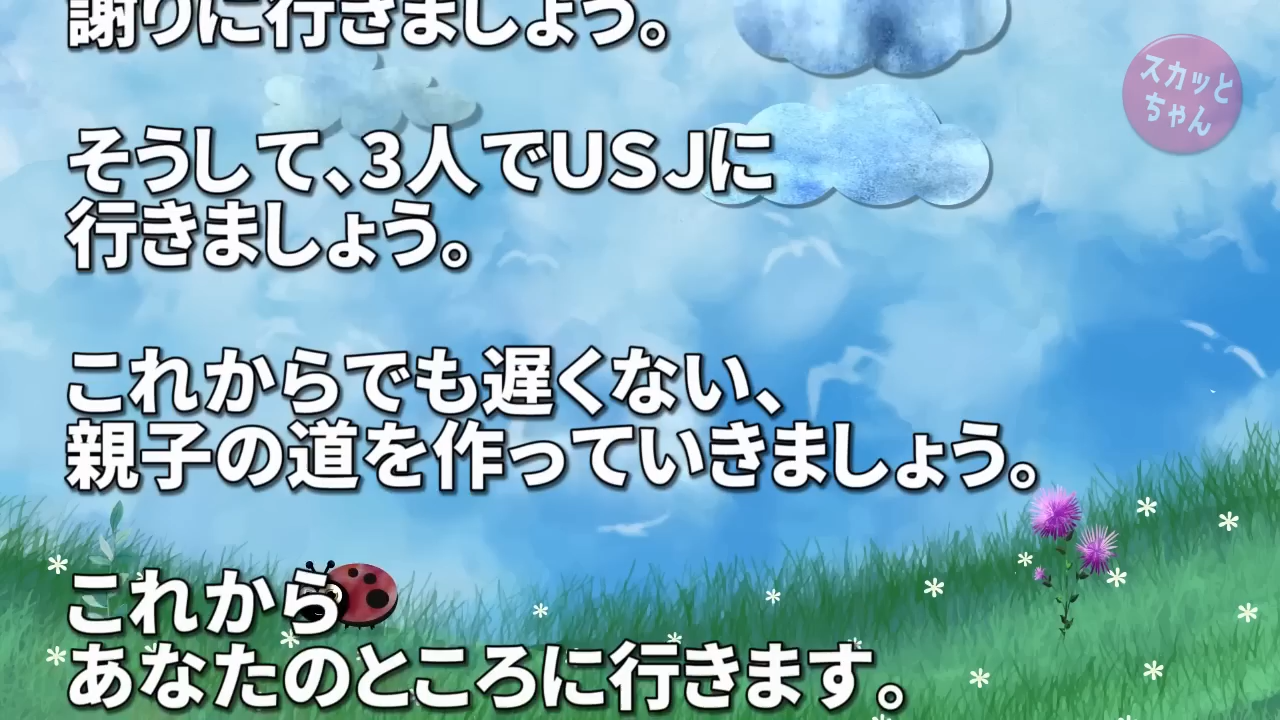 謝りに行きましょう。
そうして、3人でUSJに
行きましょう。
これからでも遅くない、
親子の道を作っていきましょう。
これから
あなたのところに行きます。
スカッと
ちゃん